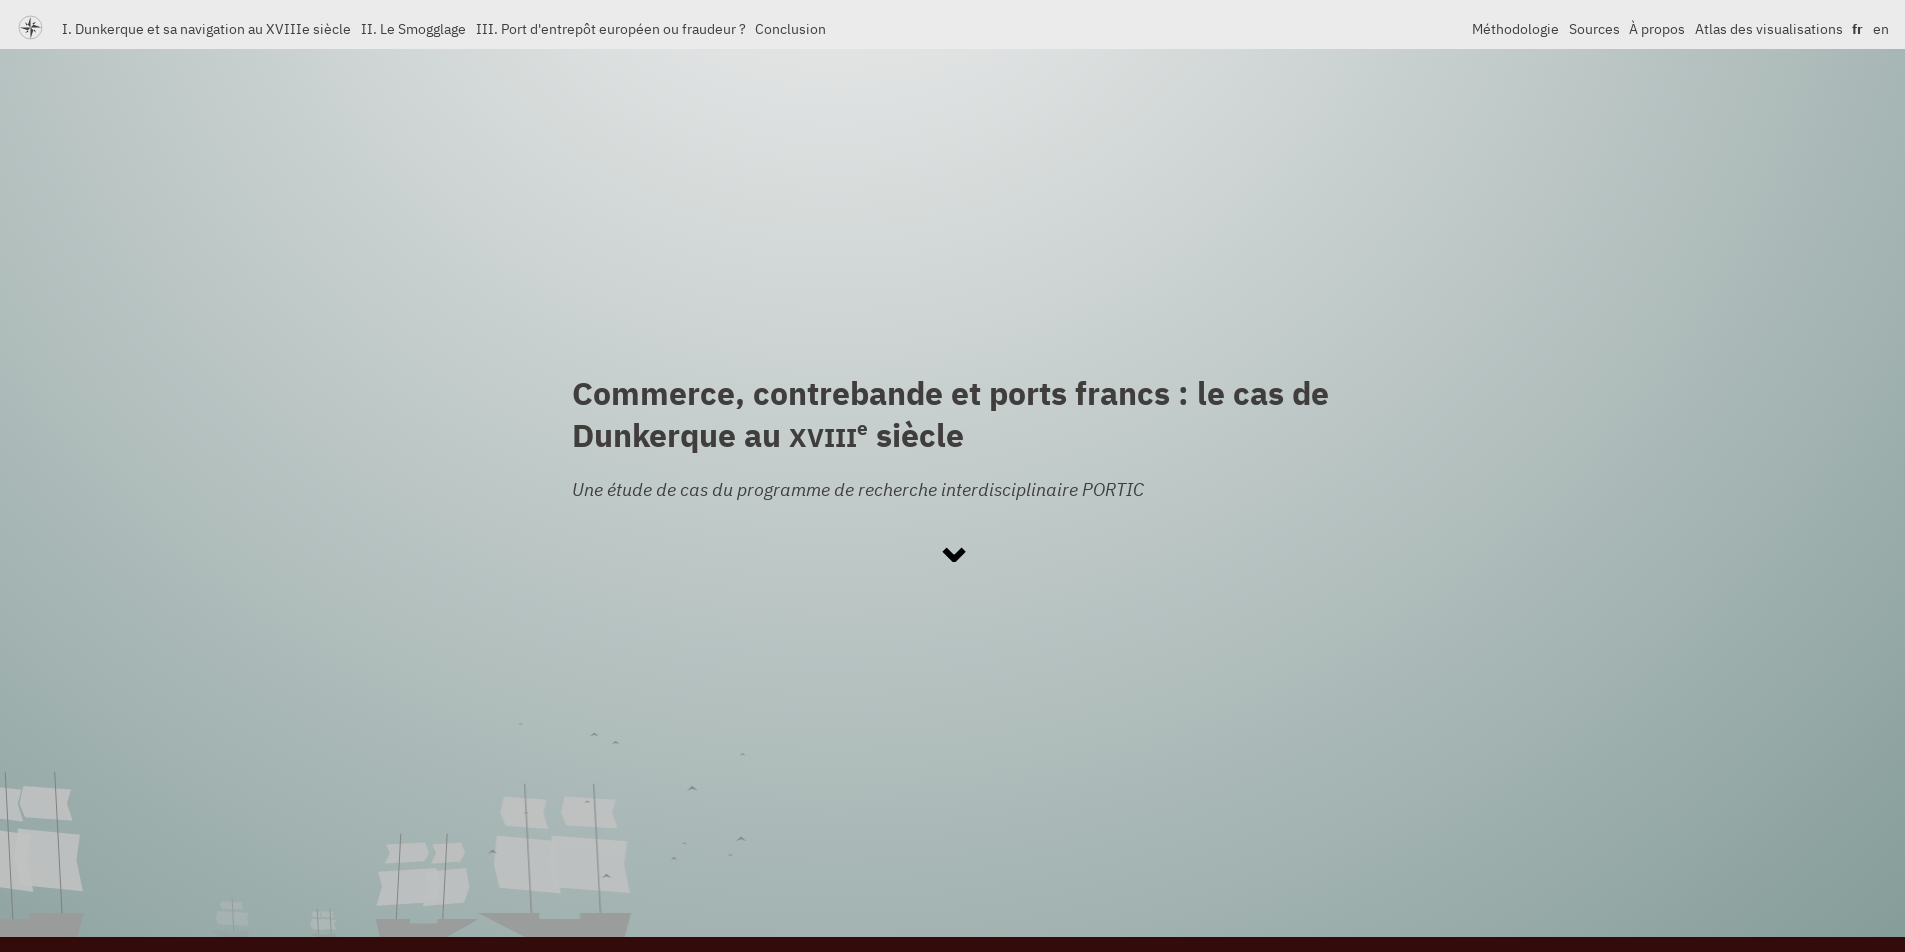 I. Dunkerque et sa navigation au XVIIIe siècle II. Le Smogglage III. Port d'entrepôt européen ou fraudeur ? Conclusion Méthodologie Sources À propos Atlas des visualisations fr en
Commerce, contrebande et ports francs : le cas de
Dunkerque au XVIIIe siècle
Une étude de cas du programme de recherche interdisciplinaire PORTIC